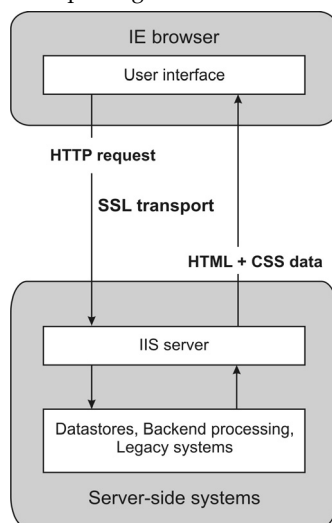 IE browser
User interface
HTTP request
SSL transport
HTML + CSS data
IIS server
Datastores, Backend processing,
Legacy systems
Server-side systems